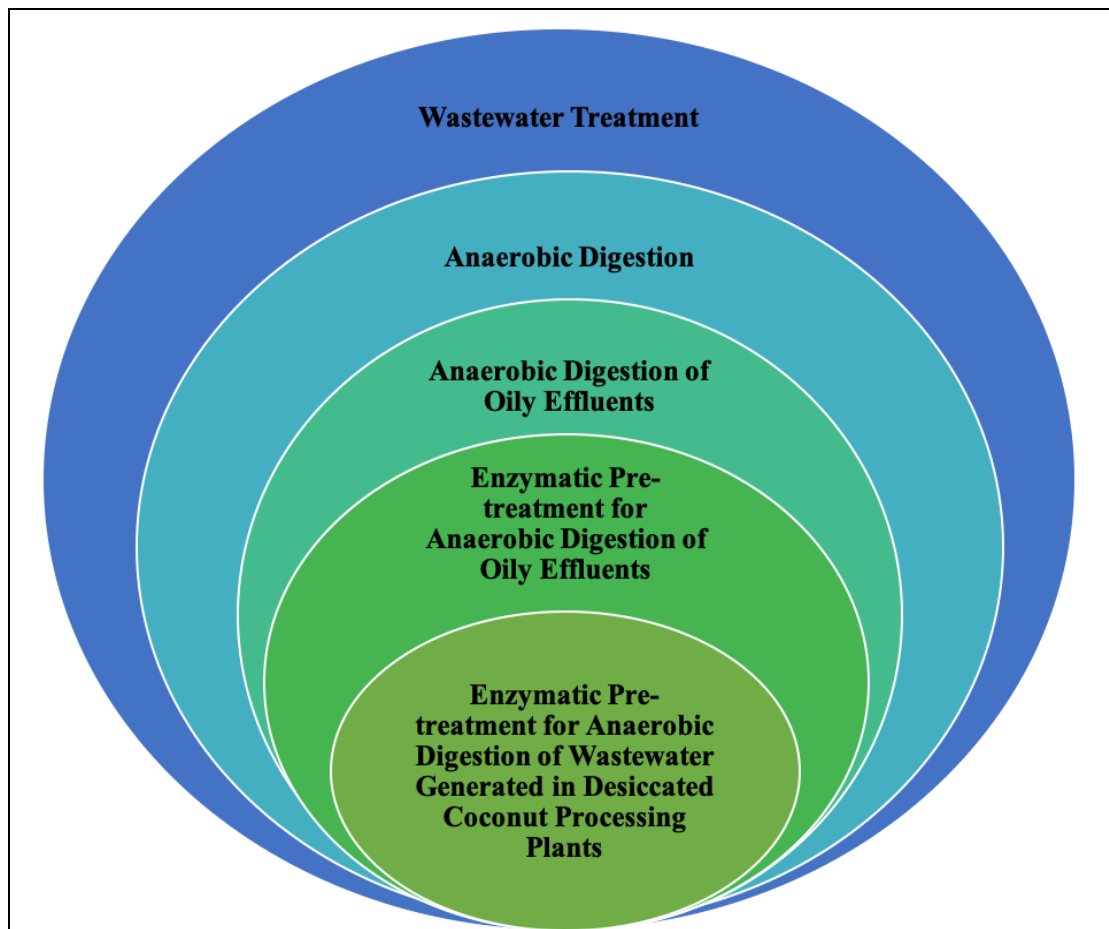 Wastewater Treatment
Anaerobic Digestion
Anaerobic Digestion of
Oily Effluents
Enzymatic Pre-
treatment for
Anaerobic Digestion of
Oily Effluents
Enzymatic Pre-
treatment for Anaerobic
Digestion of Wastewater
Generated in Desiccated
Coconut Processing
Plants